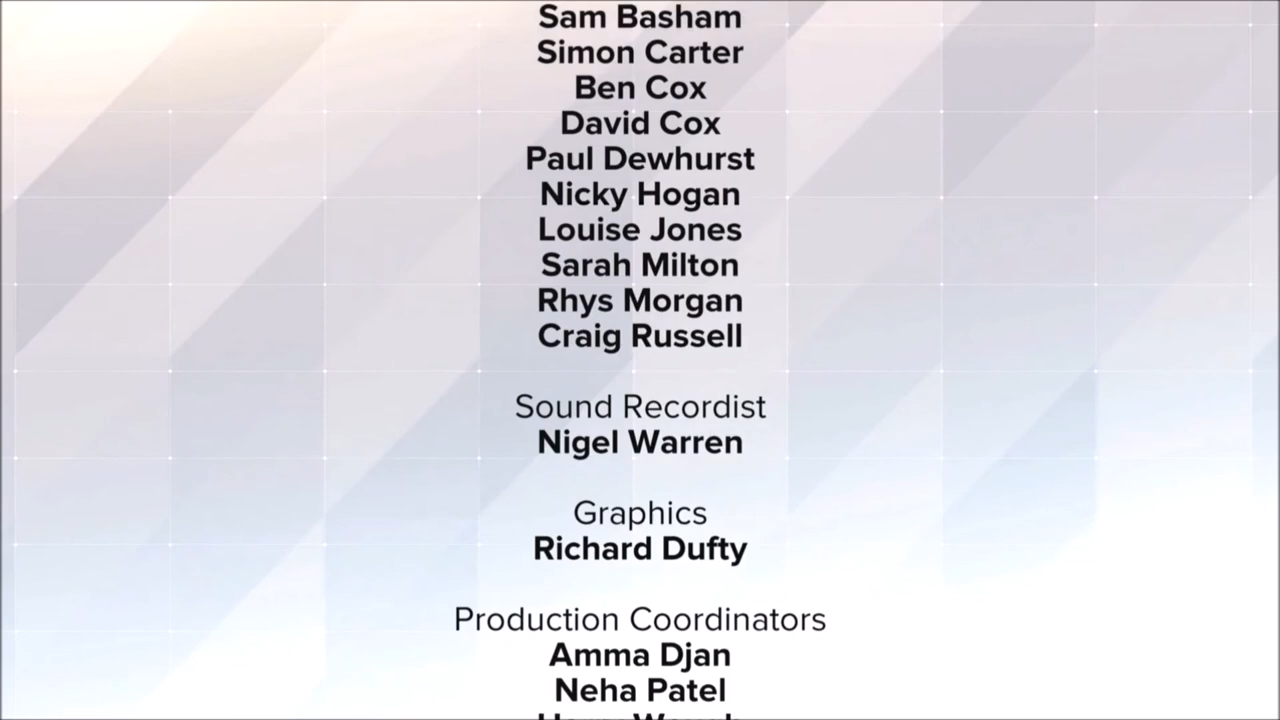 Sam Basham
Simon Carter
Ben Cox
David Cox
Paul Dewhurst
Nicky Hogan
Louise Jones
Sarah Milton
Rhys Morgan
Craig Russell
Sound Recordist
Nigel Warren
Graphics
Richard Dufty
Production Coordinators
Amma Djan
Neha Patel